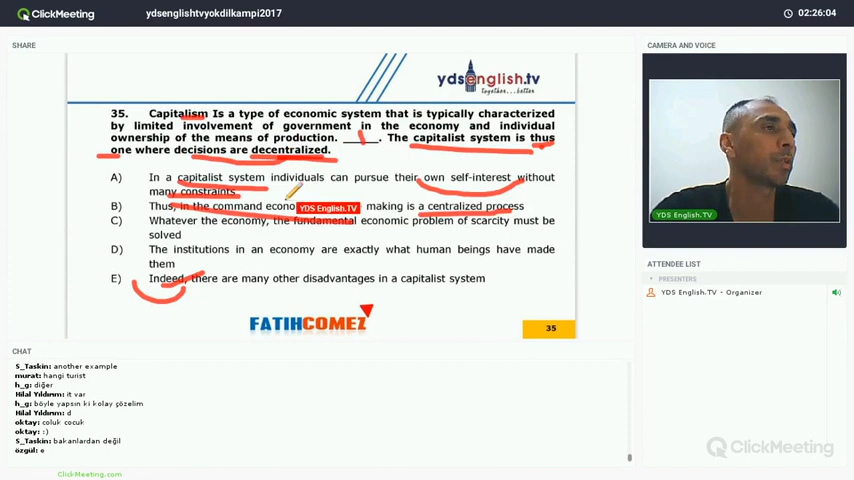 ClickMeeting
ydsenglishtvyokdilkampi2017
02:26:04
SHARE
CAMERA AND VOICE
ydsenglish.tv
together...better
35. Capitalism Is a type of economic system that is typically characterized
by limited involvement of government in the economy and individual
ownership of the means of production. ______. The capitalist system is thus
one where decisions are decentralized.
A) In a capitalist system individuals can pursue their own self-interest without
many constraints
B) Thus, in the command econo YDS English.TV making is a centralized process
C) Whatever the economy, the fundamental economic problem of scarcity must be
solved
D) The institutions in an economy are exactly what human beings have made
them
E) Indeed, there are many other disadvantages in a capitalist system
FATIHCOMEZ
35
YDS English.TV
ATTENDEE LIST
PRESENTERS
YDS English.TV - Organizer
CHAT
S_Taskin: another example
murat: hangi turist
h_g: diğer
Hilal Yıldırım: it var
h_g: böyle yapsın ki kolay çözelim
Hilal Yıldırım: d
oktay: coluk cocuk
oktay: :)
S_Taskin: bakanlardan değil
özgül: e
ClickMeeting
ClickMeeting.com